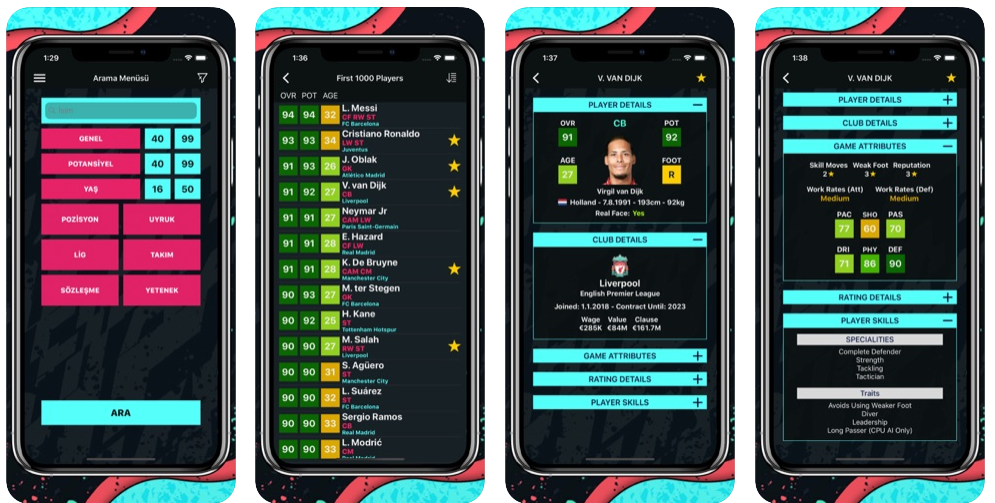 1:29
Arama Menüsü
GENEL 40 99
POTANSİYEL 40 99
YAŞ 16 50
POZİSYON UYRUK
LİG TAKIM
SÖZLEŞME YETENEK
ARA
1:36
First 1000 Players
OVR POT AGE
94 94 32 L. Messi
CF RW ST
FC Barcelona
93 93 34 Cristiano Ronaldo
LW ST
Juventus
91 93 26 J. Oblak
GK
Atlético Madrid
91 92 27 V. van Dijk
CB
Liverpool
91 91 27 Neymar Jr
CAM LW
Paris Saint-Germain
91 91 28 E. Hazard
CF LW
Real Madrid
91 91 28 K. De Bruyne
CAM CM
Manchester City
90 93 27 M. ter Stegen
GK
FC Barcelona
90 92 25 H. Kane
ST
Tottenham Hotspur
90 90 27 M. Salah
RW ST
Liverpool
90 90 31 S. Agüero
ST
Manchester City
90 90 32 L. Suárez
ST
FC Barcelona
90 90 33 Sergio Ramos
CB
Real Madrid
90 90 33 L. Modrić
CM
Real Madrid
1:37
V. VAN DIJK
PLAYER DETAILS
OVR CB POT
91 92
AGE FOOT
27 R
Virgil van Dijk
Holland - 7.8.1991 - 193cm - 92kg
Real Face: Yes
CLUB DETAILS
Liverpool
English Premier League
Joined: 1.1.2018 - Contract Until: 2023
Wage Value Clause
€285K €84M €161.7M
GAME ATTRIBUTES
RATING DETAILS
PLAYER SKILLS
1:38
V. VAN DIJK
PLAYER DETAILS
CLUB DETAILS
GAME ATTRIBUTES
Skill Moves Weak Foot Reputation
2★ 3★ 3★
Work Rates (Att) Work Rates (Def)
Medium Medium
PAC SHO PAS
77 60 70
DRI PHY DEF
71 86 90
RATING DETAILS
PLAYER SKILLS
SPECIALITIES
Complete Defender
Strength
Tackling
Tactician
Traits
Avoids Using Weaker Foot
Diver
Leadership
Long Passer (CPU AI Only)